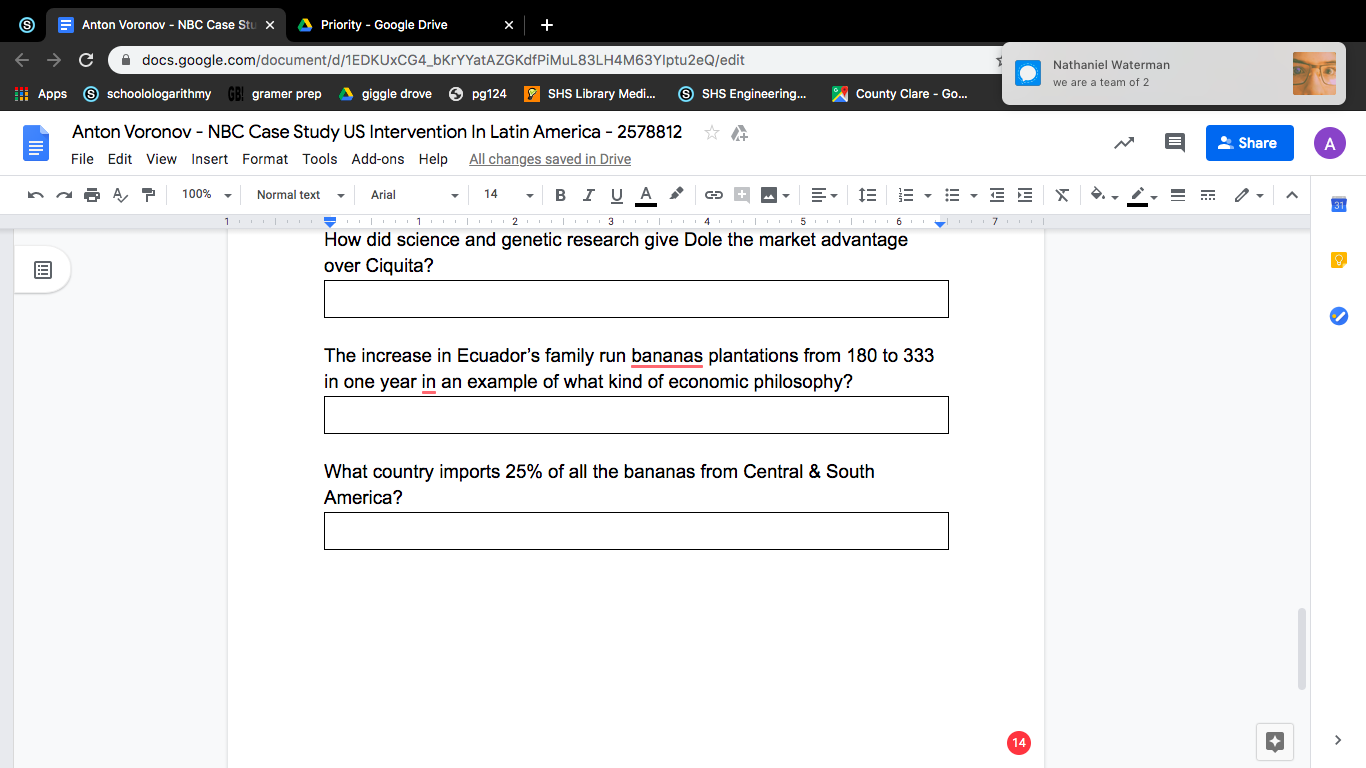 Anton Voronov - NBC Case Stu
Priority - Google Drive
docs.google.com/document/d/1EDKUxCG4_bKrYYatAZGKdfPiMuL83LH4M63YIptu2eQ/edit
Nathaniel Waterman
we are a team of 2
Apps
schoolologarithmy
gramer prep
giggle drove
pg124
SHS Library Medi...
SHS Engineering...
County Clare - Go...
Anton Voronov - NBC Case Study US Intervention In Latin America - 2578812
File Edit View Insert Format Tools Add-ons Help All changes saved in Drive
Share
A
100% Normal text Arial 14 B I U A
1 1 2 3 4 5 6 7
31
How did science and genetic research give Dole the market advantage
over Ciquita?
The increase in Ecuador’s family run bananas plantations from 180 to 333
in one year in an example of what kind of economic philosophy?
What country imports 25% of all the bananas from Central & South
America?
14